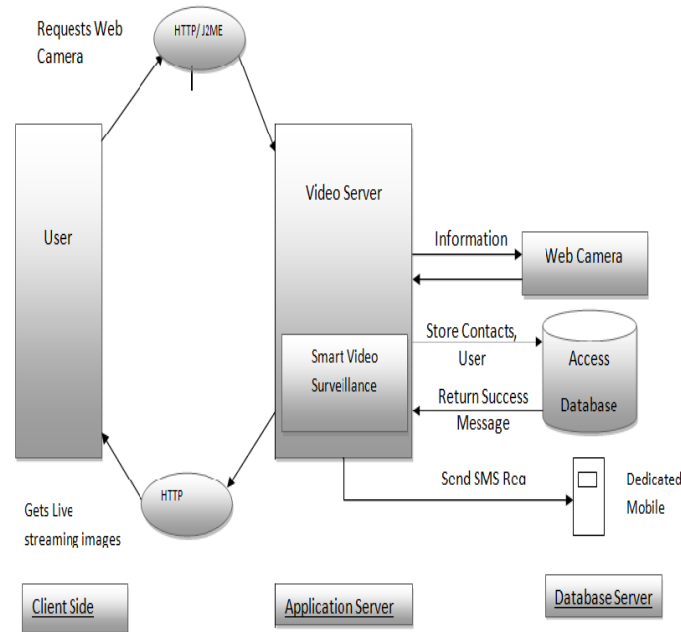 Requests Web
Camera
HTTP/ J2ME
User
Video Server
Information
Web Camera
Smart Video
Surveillance
Store Contacts,
User
Access
Database
Return Success
Message
Send SMS Req
Dedicated
Mobile
HTTP
Gets Live
streaming images
Client Side
Application Server
Database Server